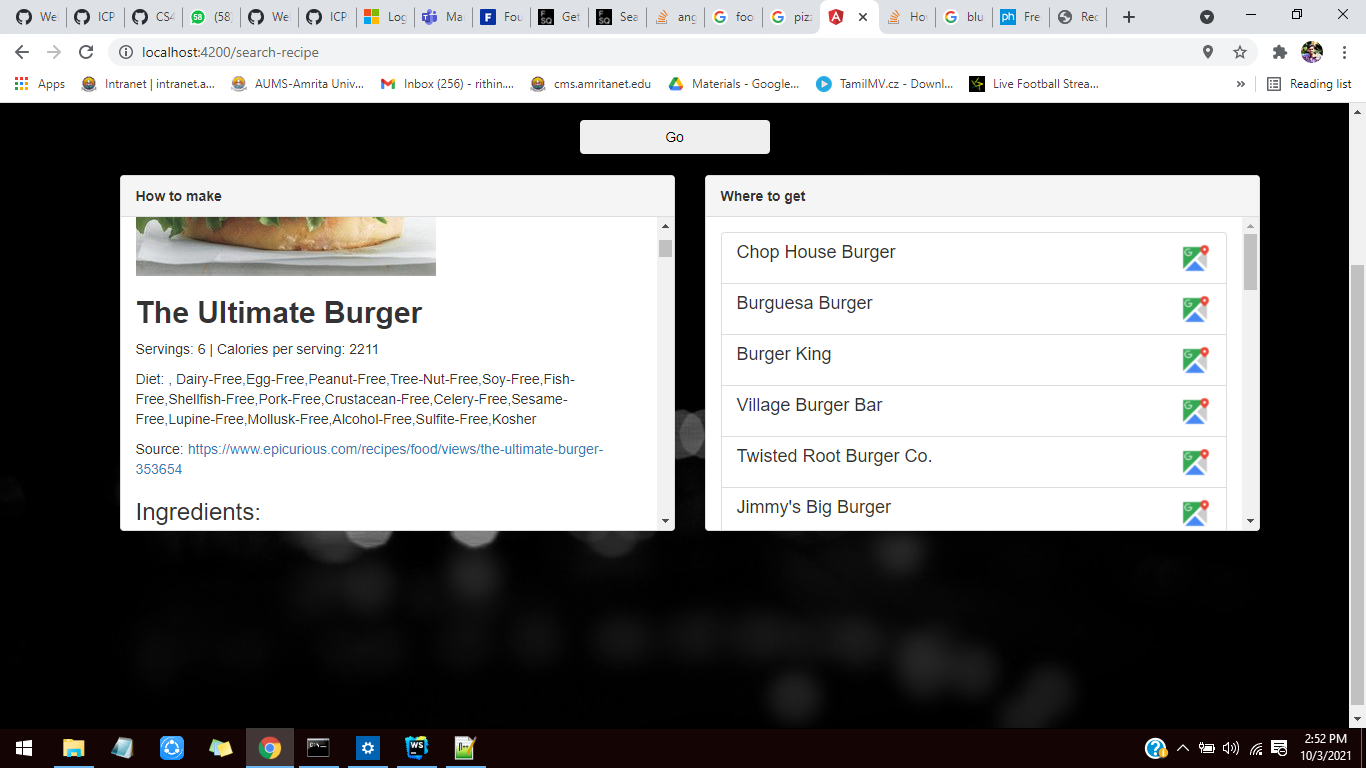 Wel
ICP
CS4
(58)
Wel
ICP
Log
Ma
Fou
Get
Sea
ang
foo
pizz
Hov
blu
Fre
Rec
localhost:4200/search-recipe
Apps
Intranet | intranet.a...
AUMS-Amrita Univ...
Inbox (256) - rithin....
cms.amritanet.edu
Materials - Google...
TamilMV.cz - Downl...
Live Football Strea...
»
Reading list
Go
How to make
The Ultimate Burger
Servings: 6 | Calories per serving: 2211
Diet: , Dairy-Free,Egg-Free,Peanut-Free,Tree-Nut-Free,Soy-Free,Fish-
Free,Shellfish-Free,Pork-Free,Crustacean-Free,Celery-Free,Sesame-
Free,Lupine-Free,Mollusk-Free,Alcohol-Free,Sulfite-Free,Kosher
Source: https://www.epicurious.com/recipes/food/views/the-ultimate-burger-
353654
Ingredients:
Where to get
Chop House Burger
Burguesa Burger
Burger King
Village Burger Bar
Twisted Root Burger Co.
Jimmy's Big Burger
2:52 PM
10/3/2021